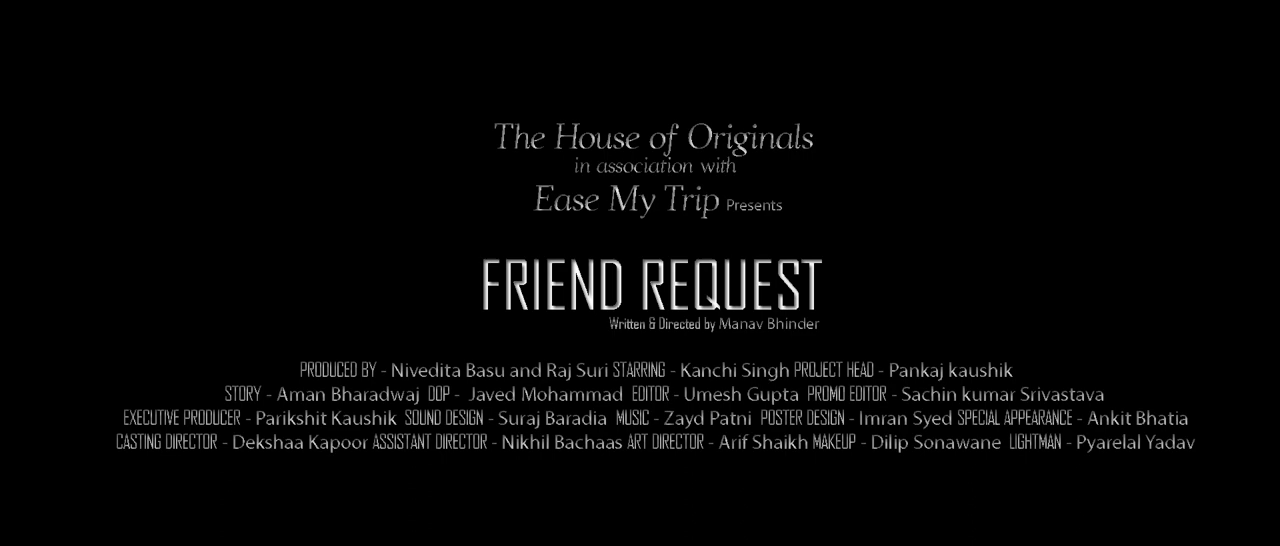 The House of Originals
in association with
Ease My Trip Presents
FRIEND REQUEST
Written & Directed by Manav Bhinder
PRODUCED BY - Nivedita Basu and Raj Suri STARRING - Kanchi Singh PROJECT HEAD - Pankaj kaushik
STORY - Aman Bharadwaj DOP - Javed Mohammad EDITOR - Umesh Gupta PROMO EDITOR - Sachin kumar Srivastava
EXECUTIVE PRODUCER - Parikshit Kaushik SOUND DESIGN - Suraj Baradia MUSIC - Zayd Patni POSTER DESIGN - Imran Syed SPECIAL APPEARANCE - Ankit Bhatia
CASTING DIRECTOR - Dekshaa Kapoor ASSISTANT DIRECTOR - Nikhil Bachaas ART DIRECTOR - Arif Shaikh MAKEUP - Dilip Sonawane LIGHTMAN - Pyarelal Yadav